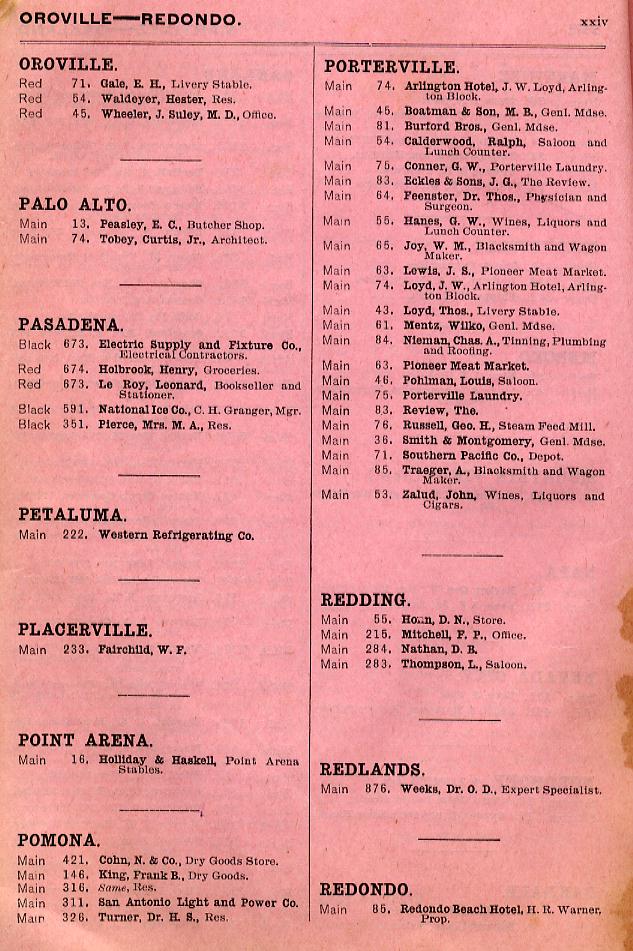 OROVILLE—REDONDO.
xxiv
OROVILLE.
Red 71. Gale, E. H., Livery Stable.
Red 54. Waldeyer, Hester, Res.
Red 45. Wheeler, J. Suley, M. D., Office.
PALO ALTO.
Main 13. Peasley, E. C., Butcher Shop.
Main 74. Tobey, Curtis, Jr., Architect.
PASADENA.
Black 673. Electric Supply and Fixture Co.,
Electrical Contractors.
Red 674. Holbrook, Henry, Groceries.
Red 673. Le Roy, Leonard, Bookseller and
Stationer.
Black 591. National Ice Co., C. H. Granger, Mgr.
Black 351. Pierce, Mrs. M. A., Res.
PETALUMA.
Main 222. Western Refrigerating Co.
PLACERVILLE.
Main 233. Fairchild, W. F.
POINT ARENA.
Main 16. Holliday & Haskell, Point Arena
Stables.
POMONA.
Main 421. Cohn, N. & Co., Dry Goods Store.
Main 146. King, Frank B., Dry Goods.
Main 316. Same, Res.
Main 311. San Antonio Light and Power Co.
Main 326. Turner, Dr. H. S., Res.
PORTERVILLE.
Main 74. Arlington Hotel, J. W. Loyd, Arling-
ton Block.
Main 45. Boatman & Son, M. B., Genl. Mdse.
Main 81. Burford Bros., Genl. Mdse.
Main 54. Calderwood, Ralph, Saloon and
Lunch Counter.
Main 75. Conner, G. W., Porterville Laundry.
Main 83. Eckles & Sons, J. G., The Review.
Main 64. Feenster, Dr. Thos., Physician and
Surgeon.
Main 55. Hanes, G. W., Wines, Liquors and
Lunch Counter.
Main 65. Joy, W. M., Blacksmith and Wagon
Maker.
Main 63. Lewis, J. S., Pioneer Meat Market.
Main 74. Loyd, J. W., Arlington Hotel, Arling-
ton Block.
Main 43. Loyd, Thos., Livery Stable.
Main 61. Mentz, Wilko, Genl. Mdse.
Main 84. Nieman, Chas. A., Tinning, Plumbing
and Roofing.
Main 63. Pioneer Meat Market.
Main 46. Pohlman, Louis, Saloon.
Main 75. Porterville Laundry.
Main 83. Review, The.
Main 76. Russell, Geo. H., Steam Feed Mill.
Main 36. Smith & Montgomery, Genl. Mdse.
Main 71. Southern Pacific Co., Depot.
Main 85. Traeger, A., Blacksmith and Wagon
Maker.
Main 53. Zalud, John, Wines, Liquors and
Cigars.
REDDING.
Main 55. D. N., Store.
Main 215. Mitchell, F. P., Office.
Main 284. Nathan, D. B.
Main 283. Thompson, L., Saloon.
REDLANDS.
Main 876. Weeks, Dr. O. D., Expert Specialist.
REDONDO.
Main 85. Redondo Beach Hotel, H. R. Warner,
Prop.